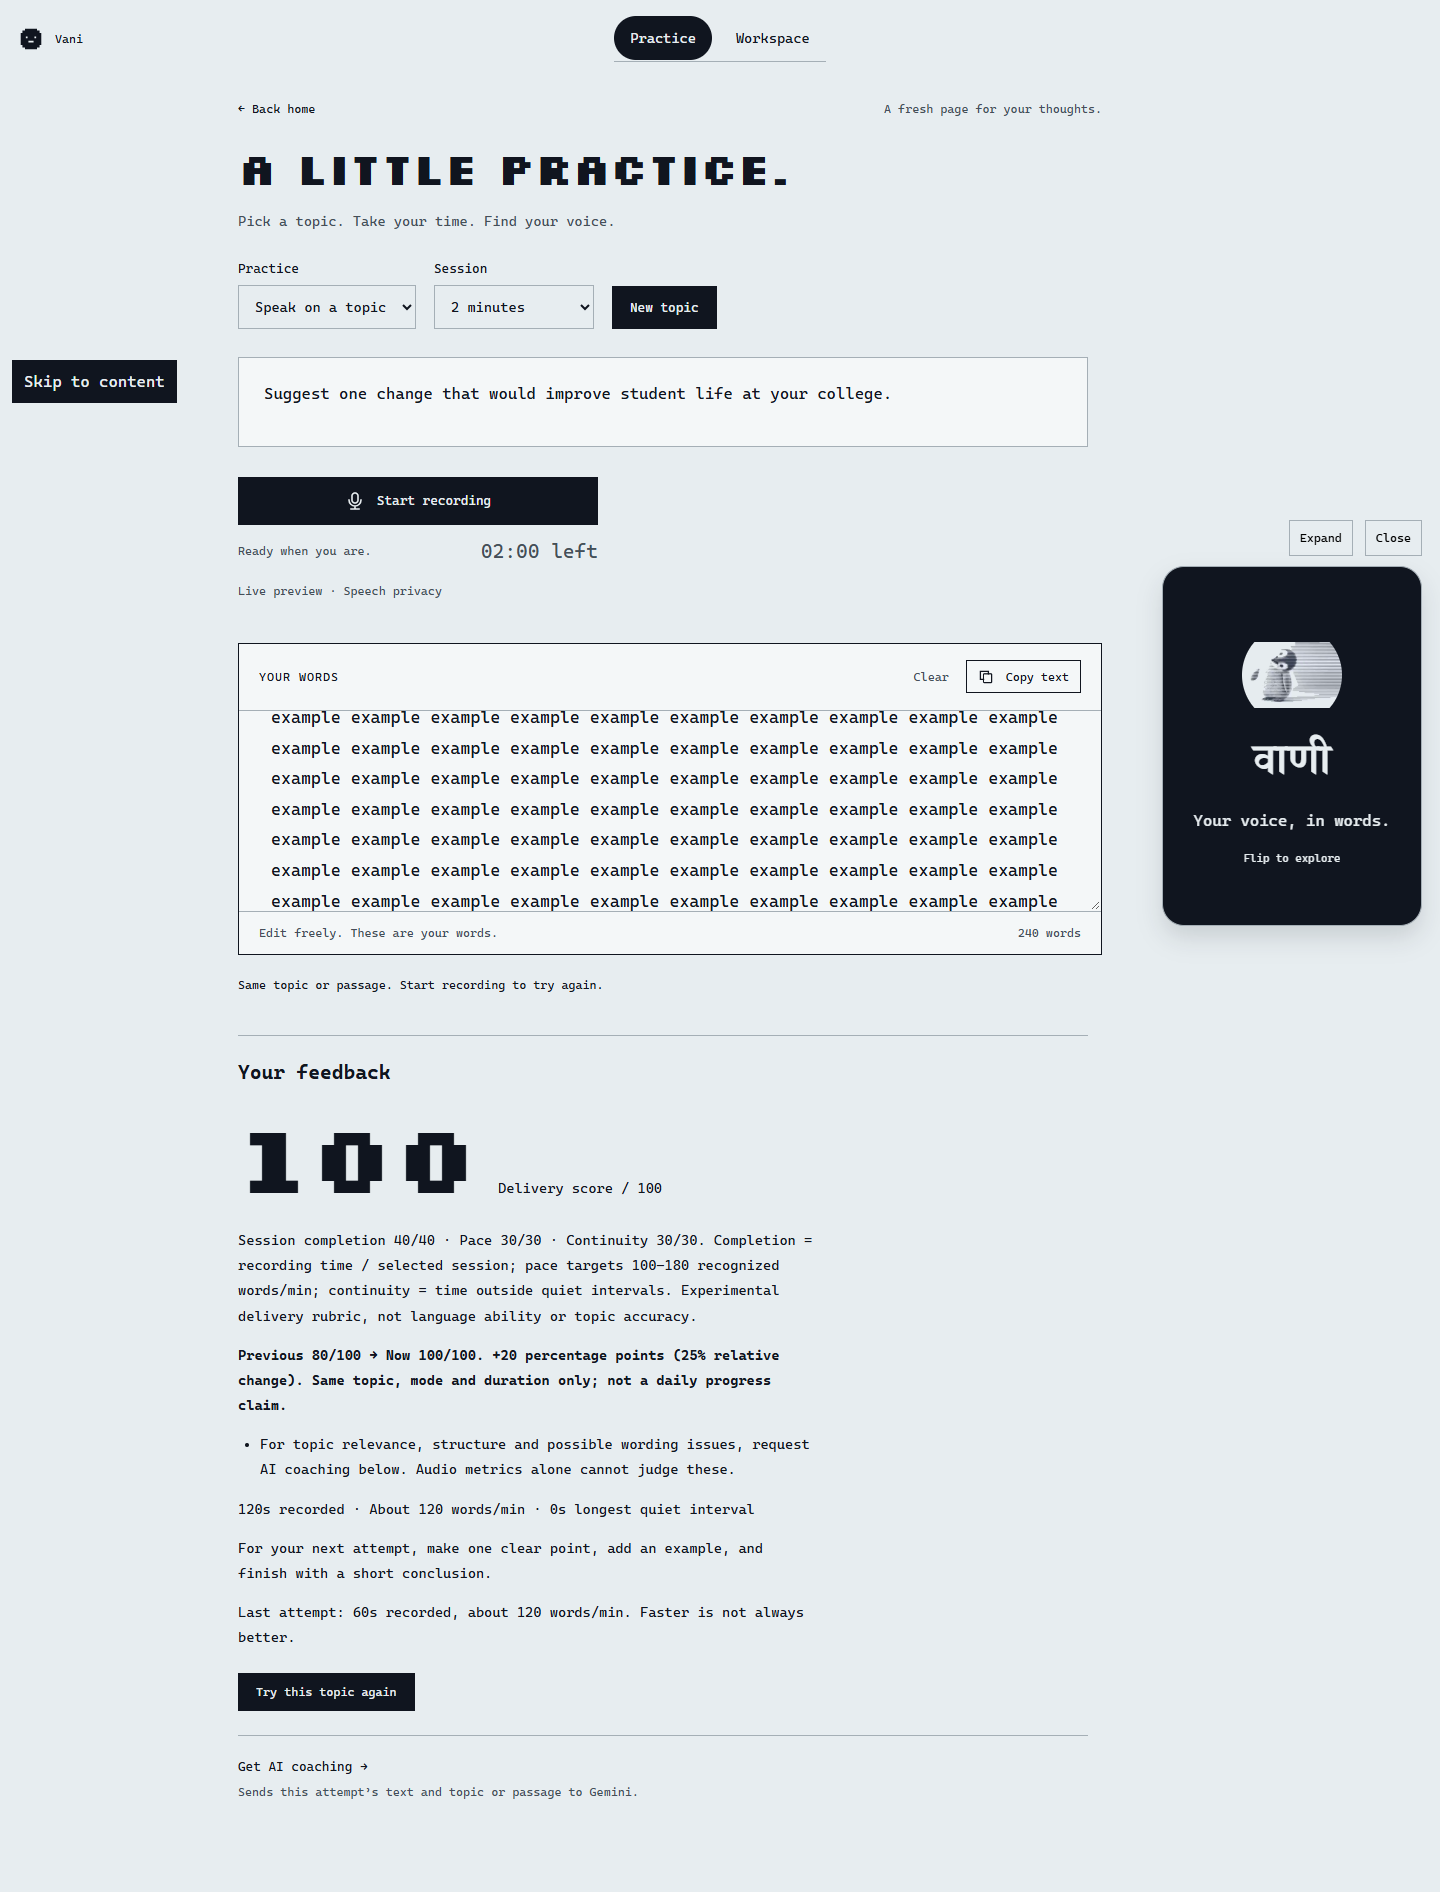 Vani
Practice
Workspace
← Back home
A fresh page for your thoughts.
A LITTLE PRACTICE.
Pick a topic. Take your time. Find your voice.
Practice
Session
Speak on a topic
2 minutes
New topic
Skip to content
Suggest one change that would improve student life at your college.
Start recording
Ready when you are.
02:00 left
Live preview · Speech privacy
Expand
Close
वाणी
Your voice, in words.
Flip to explore
YOUR WORDS
Clear
Copy text
example example example example example example example example example example
example example example example example example example example example example
example example example example example example example example example example
example example example example example example example example example example
example example example example example example example example example example
example example example example example example example example example example
example example example example example example example example example example
Edit freely. These are your words.
240 words
Same topic or passage. Start recording to try again.
Your feedback
100
Delivery score / 100
Session completion 40/40 · Pace 30/30 · Continuity 30/30. Completion =
recording time / selected session; pace targets 100–180 recognized
words/min; continuity = time outside quiet intervals. Experimental
delivery rubric, not language ability or topic accuracy.
Previous 80/100 → Now 100/100. +20 percentage points (25% relative
change). Same topic, mode and duration only; not a daily progress
claim.
• For topic relevance, structure and possible wording issues, request
AI coaching below. Audio metrics alone cannot judge these.
120s recorded · About 120 words/min · 0s longest quiet interval
For your next attempt, make one clear point, add an example, and
finish with a short conclusion.
Last attempt: 60s recorded, about 120 words/min. Faster is not always
better.
Try this topic again
Get AI coaching →
Sends this attempt’s text and topic or passage to Gemini.